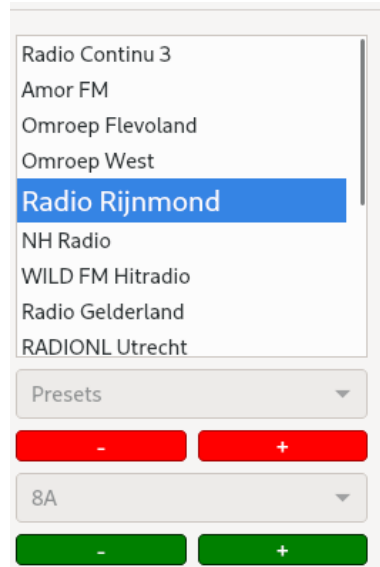 Radio Continu 3
Amor FM
Omroep Flevoland
Omroep West
Radio Rijnmond
NH Radio
WILD FM Hitradio
Radio Gelderland
RADIONL Utrecht
Presets
- +
8A
- +